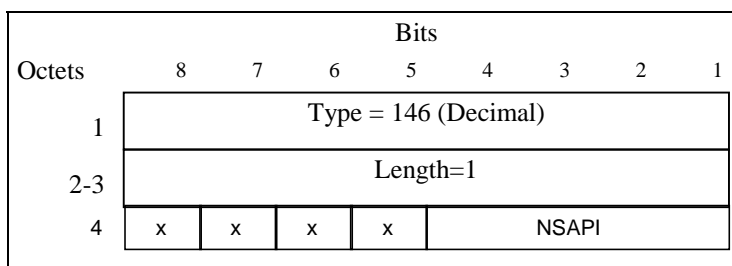 Bits
Octets 8 7 6 5 4 3 2 1
1 Type = 146 (Decimal)
2-3 Length=1
4 x x x x NSAPI